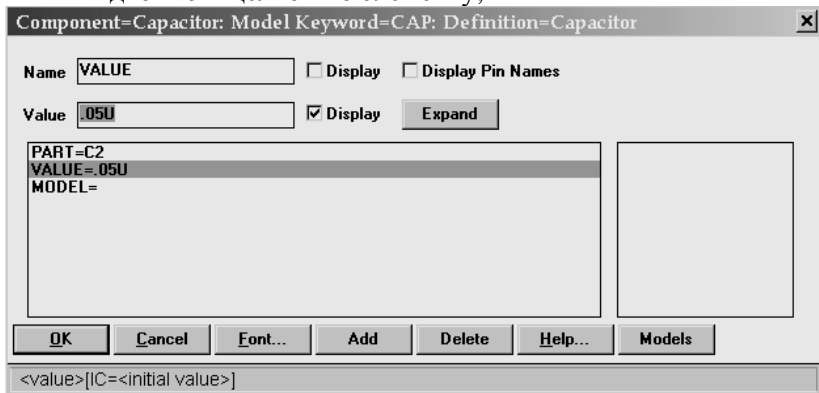 Component=Capacitor: Model Keyword=CAP: Definition=Capacitor
Name VALUE Display Display Pin Names
Value .05U Display Expand
PART=C2
VALUE=.05U
MODEL=
OK Cancel Font... Add Delete Help... Models
<value>[IC=<initial value>]